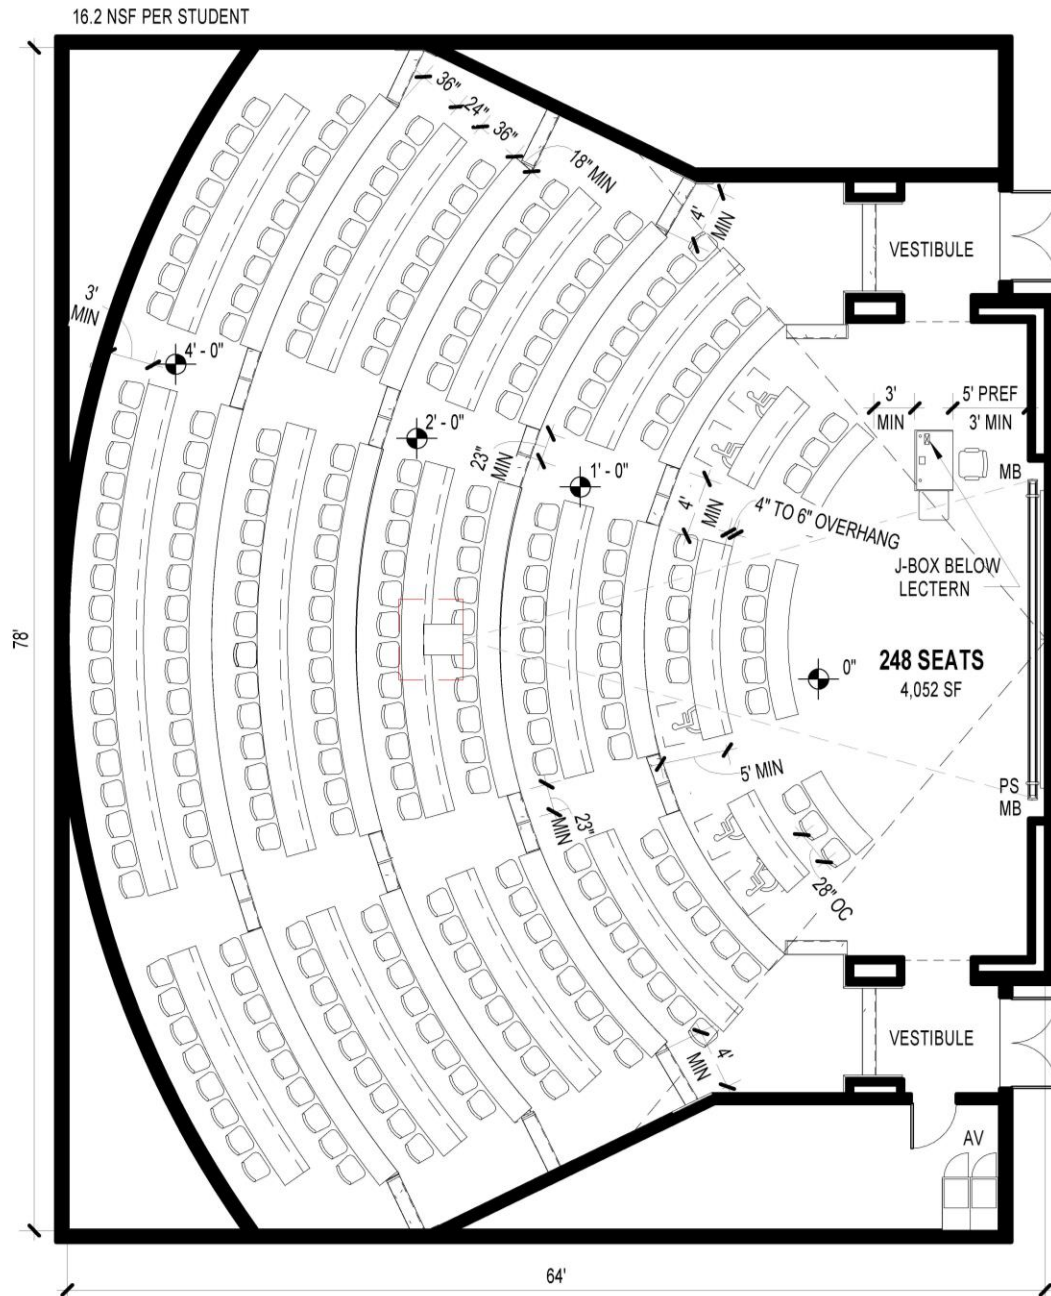 16.2 NSF PER STUDENT
36"
24"
36"
18" MIN
4'
MIN
VESTIBULE
3'
MIN
4' - 0"
2' - 0"
23"
MIN
1' - 0"
3'
MIN
5' PREF
3' MIN
MB
4'
MIN
4" TO 6" OVERHANG
J-BOX BELOW
LECTERN
78'
248 SEATS
4,052 SF
0"
5' MIN
PS
MB
23"
MIN
28" OC
VESTIBULE
4'
MIN
AV
64'